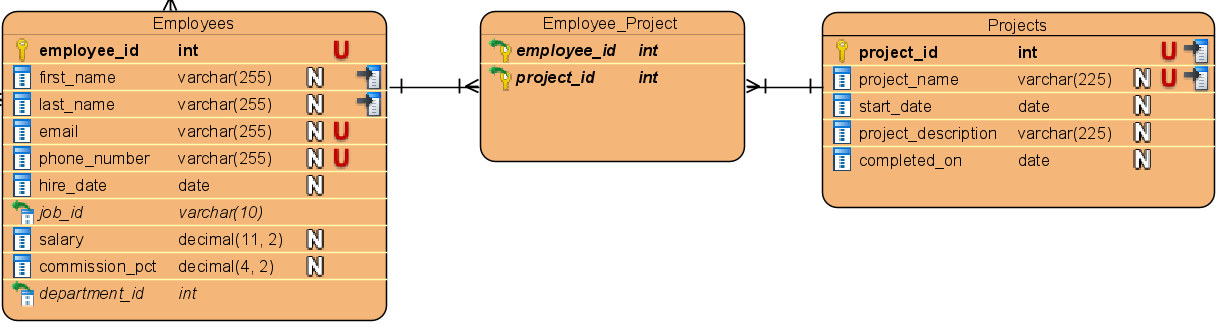 Employees
employee_id int U
first_name varchar(255) N
last_name varchar(255) N
email varchar(255) N U
phone_number varchar(255) N U
hire_date date N
job_id varchar(10)
salary decimal(11, 2) N
commission_pct decimal(4, 2) N
department_id int
Employee_Project
employee_id int
project_id int
Projects
project_id int U
project_name varchar(225) N U
start_date date N
project_description varchar(225) N
completed_on date N